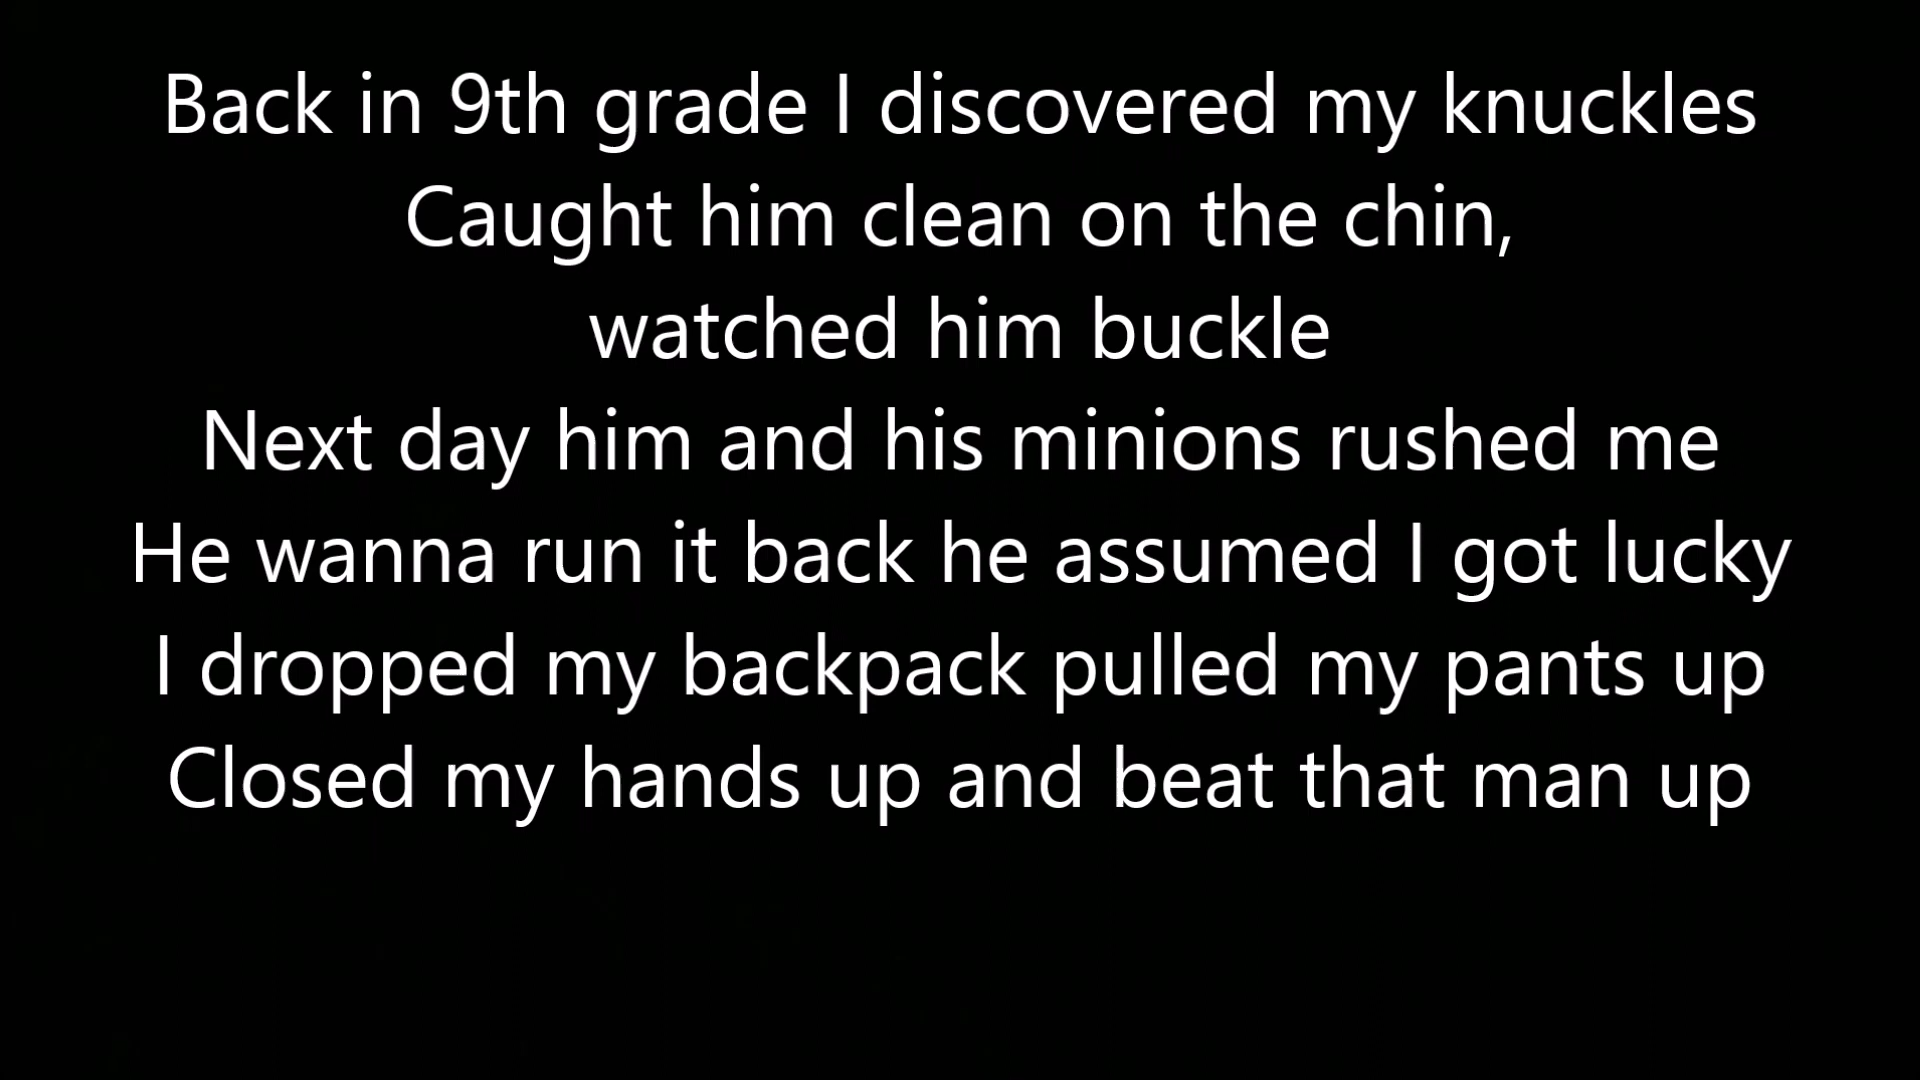 Back in 9th grade I discovered my knuckles
Caught him clean on the chin,
watched him buckle
Next day him and his minions rushed me
He wanna run it back he assumed I got lucky
I dropped my backpack pulled my pants up
Closed my hands up and beat that man up